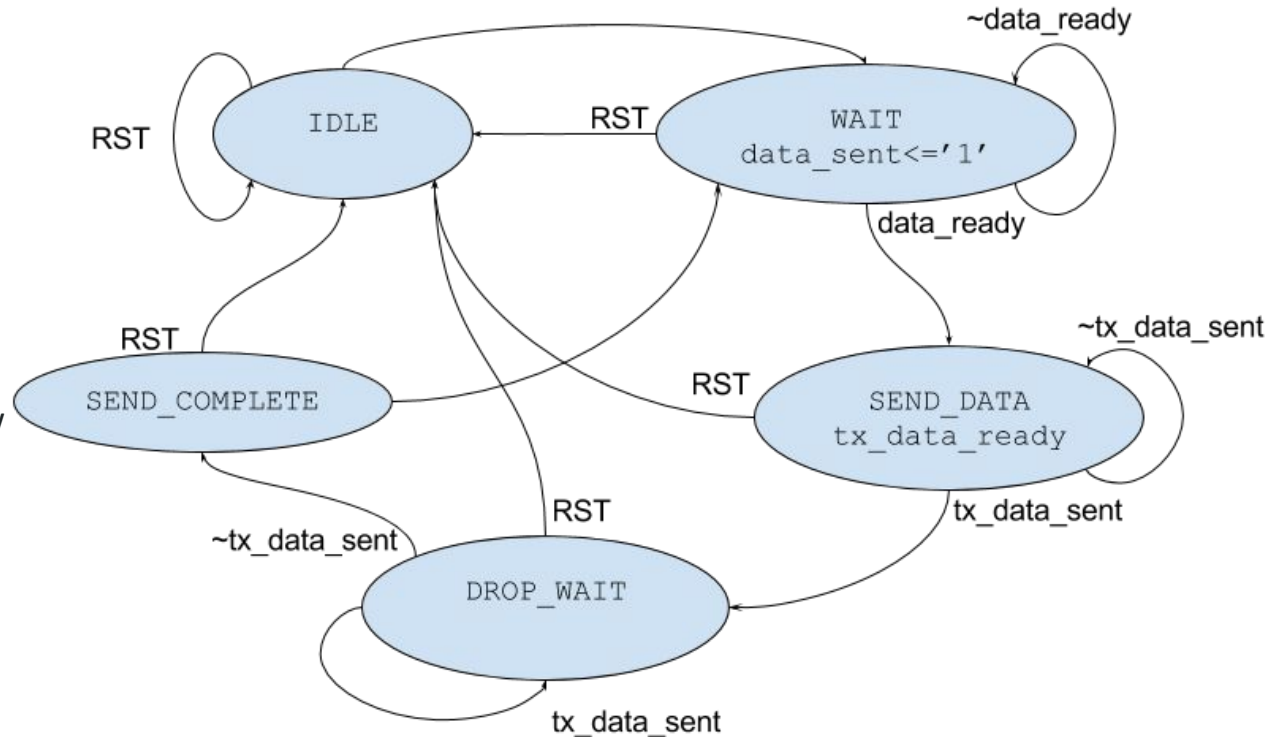 ~data_ready
IDLE
RST
RST
WAIT
data_sent<='1'
data_ready
RST
~tx_data_sent
SEND_COMPLETE
RST
SEND_DATA
tx_data_ready
tx_data_sent
RST
~tx_data_sent
DROP_WAIT
tx_data_sent